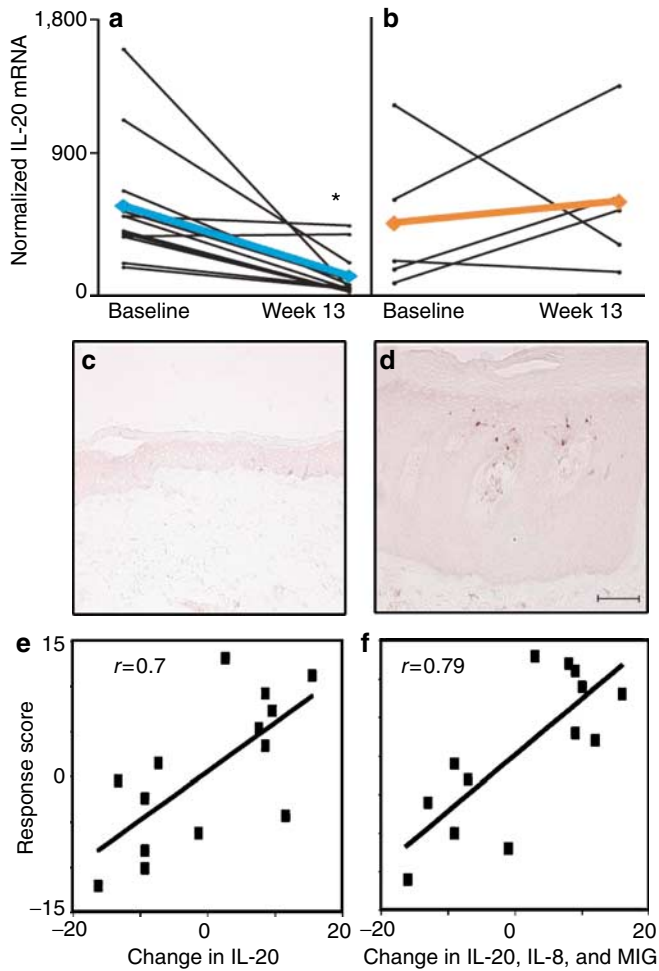 a
b
1,800
900
0
Normalized IL-20 mRNA
*
Baseline
Week 13
Baseline
Week 13
c
d
e
f
15
0
–15
Response score
r=0.7
r=0.79
–20
0
20
–20
0
20
Change in IL-20
Change in IL-20, IL-8, and MIG